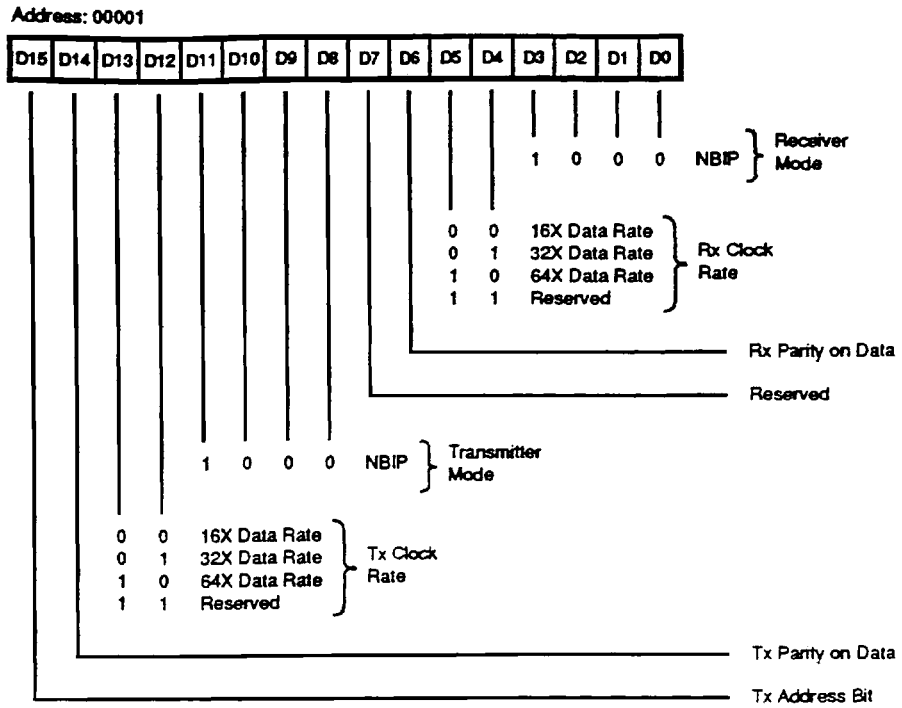 Address: 00001
D15 D14 D13 D12 D11 D10 D9 D8 D7 D6 D5 D4 D3 D2 D1 D0
1 0 0 0 NBIP
Receiver
Mode
0 0 16X Data Rate
0 1 32X Data Rate
1 0 64X Data Rate
1 1 Reserved
Rx Clock
Rate
Rx Parity on Data
Reserved
1 0 0 0 NBIP
Transmitter
Mode
0 0 16X Data Rate
0 1 32X Data Rate
1 0 64X Data Rate
1 1 Reserved
Tx Clock
Rate
Tx Parity on Data
Tx Address Bit